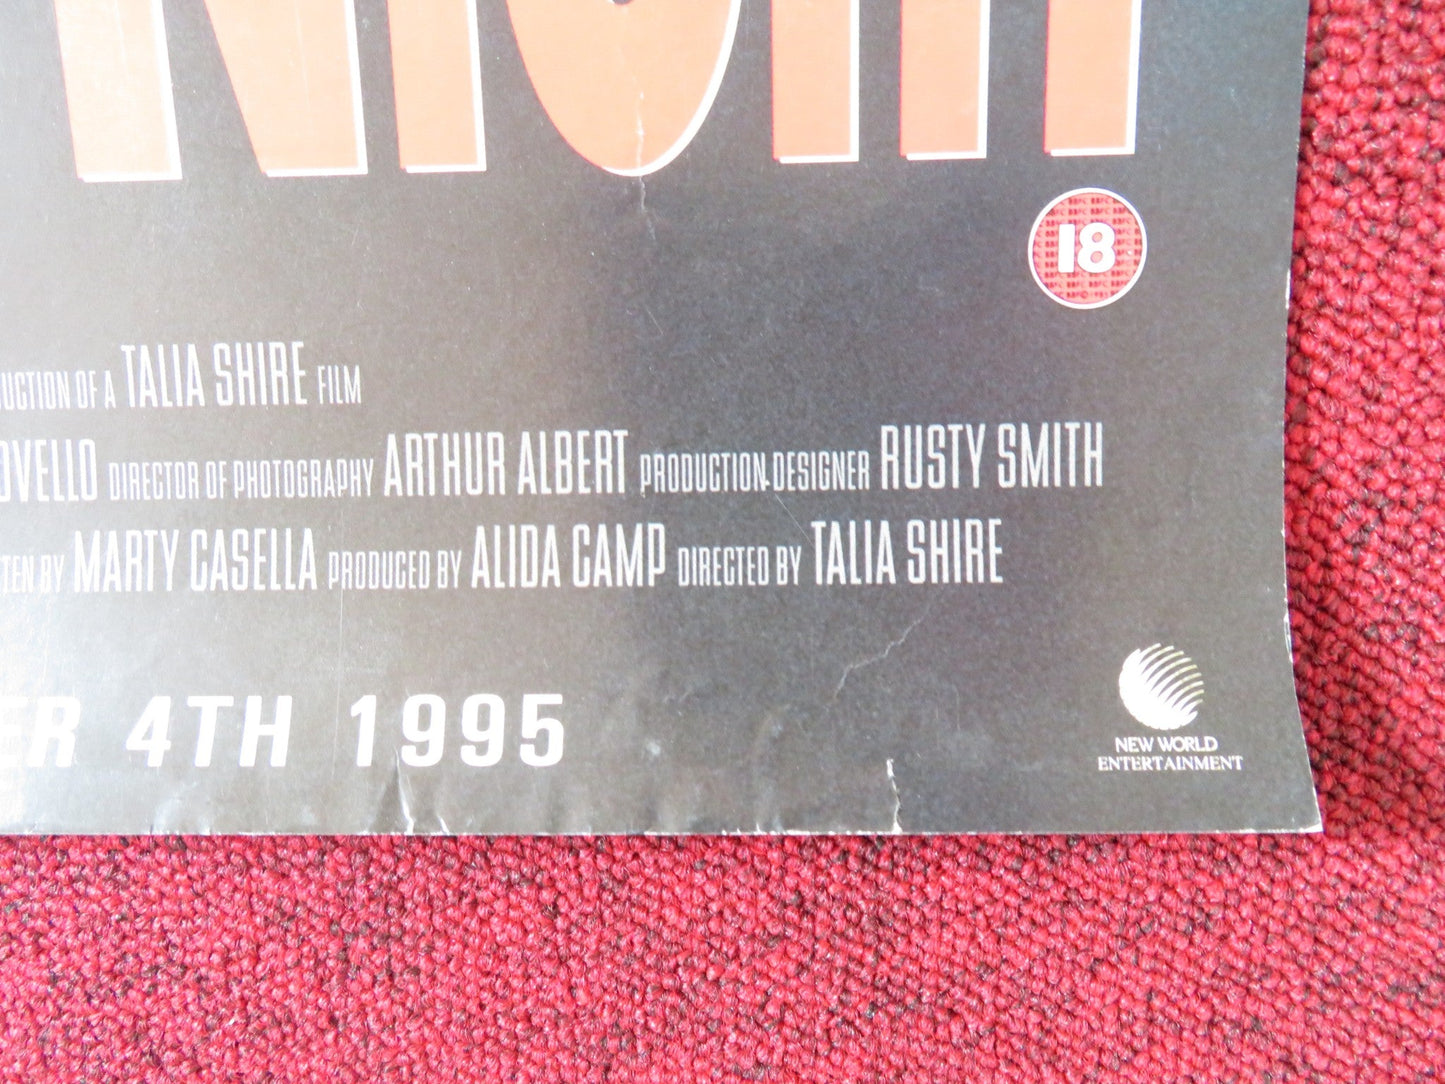 NIGHT
18
UCTION OF A TALIA SHIRE FILM
OVELLO DIRECTOR OF PHOTOGRAPHY ARTHUR ALBERT PRODUCTION DESIGNER RUSTY SMITH
TEN BY MARTY CASELLA PRODUCED BY ALIDA CAMP DIRECTED BY TALIA SHIRE
ER 4TH 1995
NEW WORLD
ENTERTAINMENT